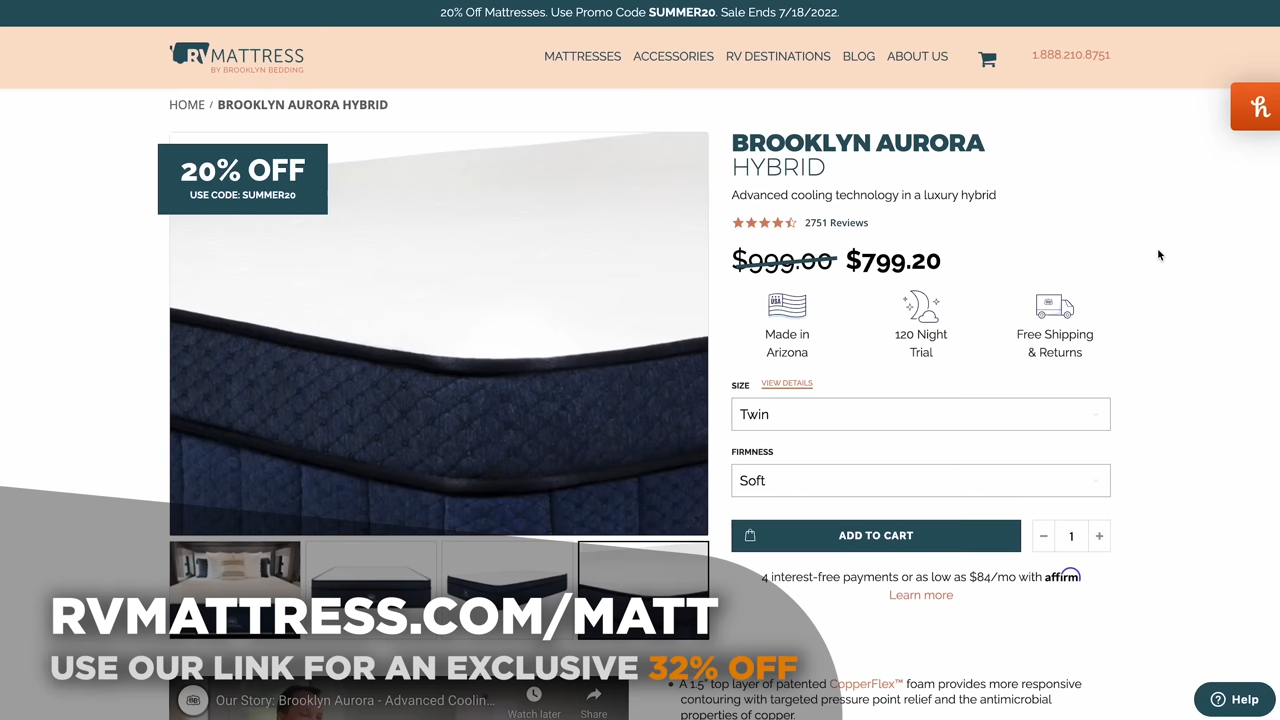 20% Off Mattresses. Use Promo Code SUMMER20. Sale Ends 7/18/2022.
RVMATTRESS
BY BROOKLYN BEDDING
MATTRESSES ACCESSORIES RV DESTINATIONS BLOG ABOUT US
1.888.210.8751
HOME / BROOKLYN AURORA HYBRID
20% OFF
USE CODE: SUMMER20
BROOKLYN AURORA
HYBRID
Advanced cooling technology in a luxury hybrid
2751 Reviews
$999.00 $799.20
USA
Made in
Arizona
120 Night
Trial
Free Shipping
& Returns
SIZE VIEW DETAILS
Twin
FIRMNESS
Soft
ADD TO CART
− 1 +
4 interest-free payments or as low as $84/mo with affirm
Learn more
RVMATTRESS.COM/MATT
USE OUR LINK FOR AN EXCLUSIVE 32% OFF
Our Story: Brooklyn Aurora - Advanced Coolin...
Watch later
Share
• A 1.5" top layer of patented CopperFlex™ foam provides more responsive
contouring with targeted pressure point relief and the antimicrobial
properties of copper.
Help